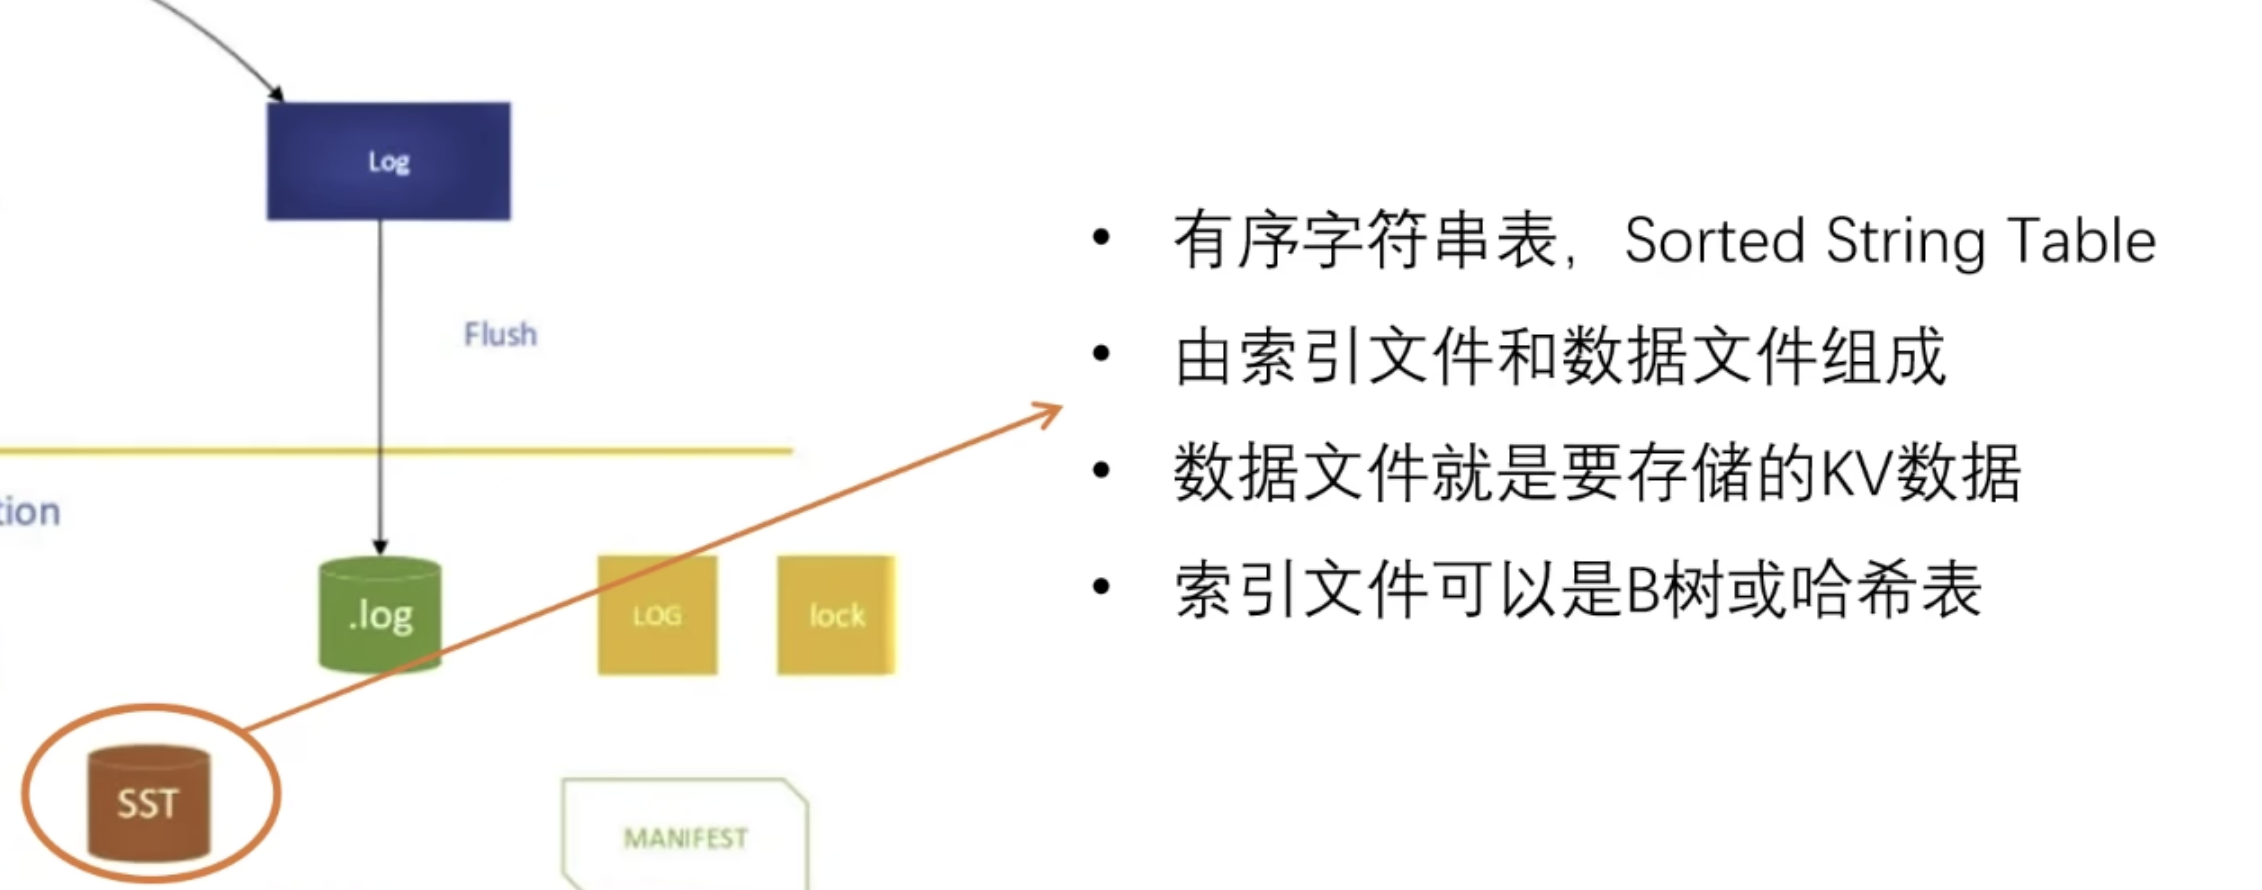 Log
Flush
tion
.log
LOG
lock
SST
MANIFEST
• 有序字符串表，Sorted String Table
• 由索引文件和数据文件组成
• 数据文件就是要存储的KV数据
• 索引文件可以是B树或哈希表